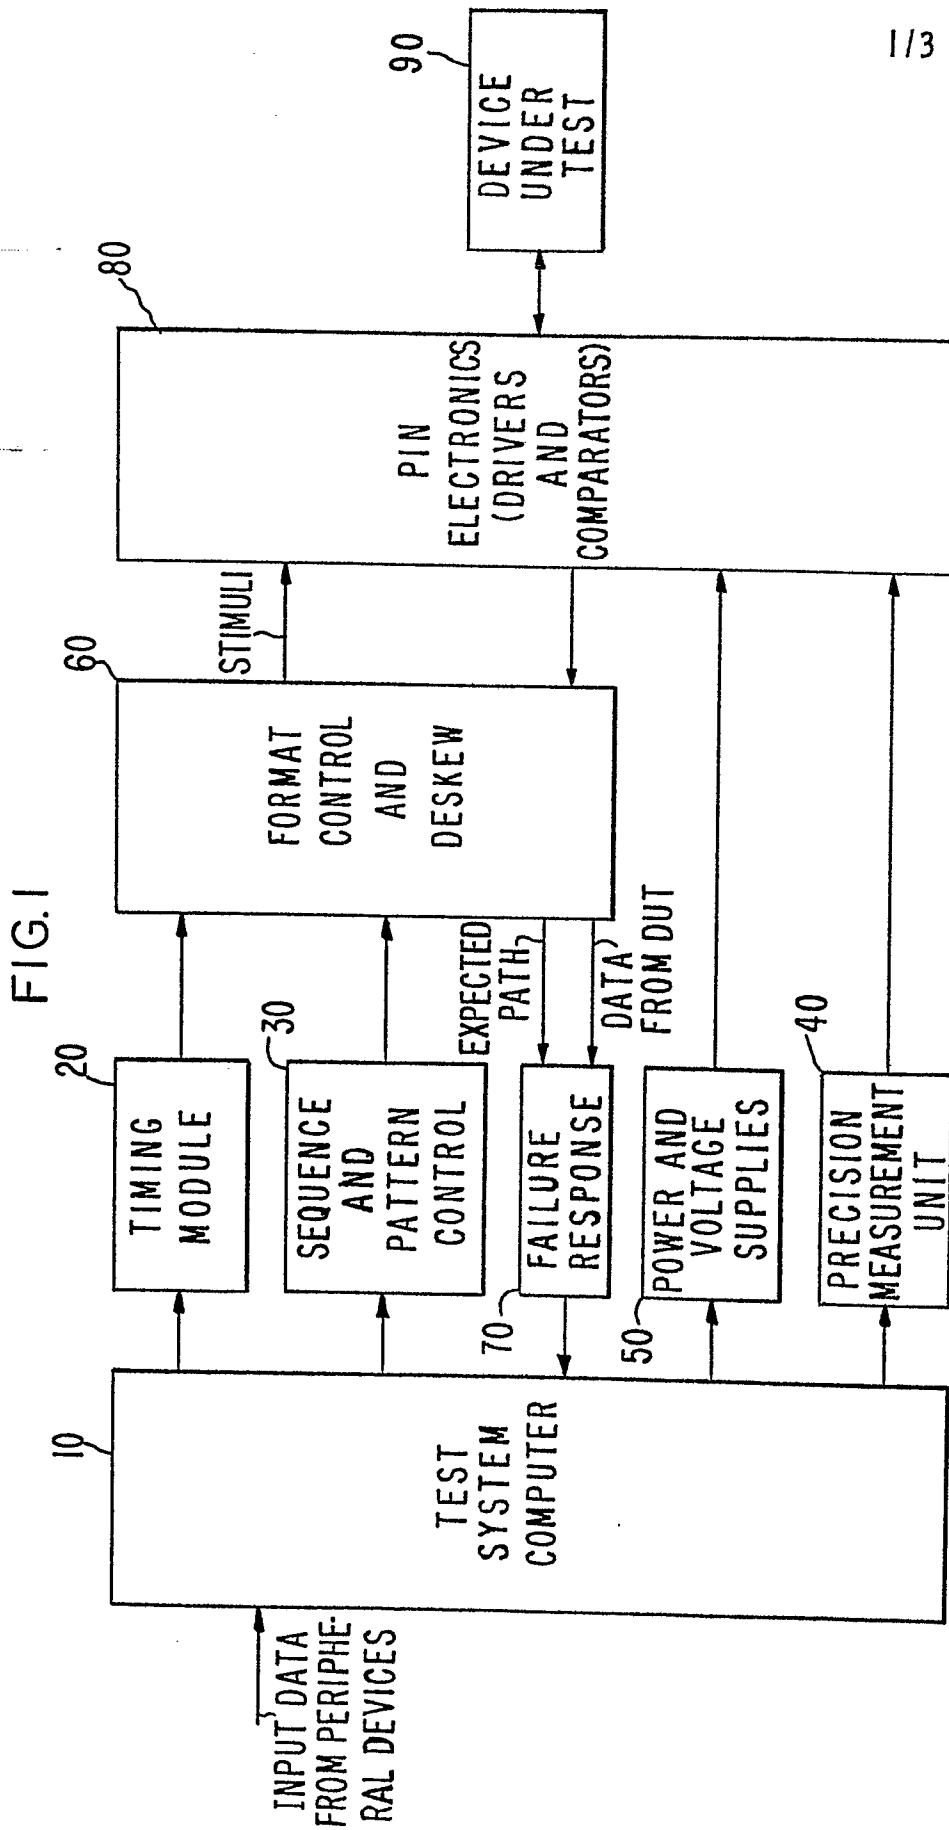 1/3
FIG.1
10
TEST
SYSTEM
COMPUTER
INPUT DATA
FROM PERIPHE-
RAL DEVICES
20
TIMING
MODULE
30
SEQUENCE
AND
PATTERN
CONTROL
70
FAILURE
RESPONSE
50
POWER AND
VOLTAGE
SUPPLIES
40
PRECISION
MEASUREMENT
UNIT
EXPECTED
PATH
DATA
FROM DUT
60
FORMAT
CONTROL
AND
DESKEW
STIMULI
80
PIN
ELECTRONICS
(DRIVERS
AND
COMPARATORS)
90
DEVICE
UNDER
TEST